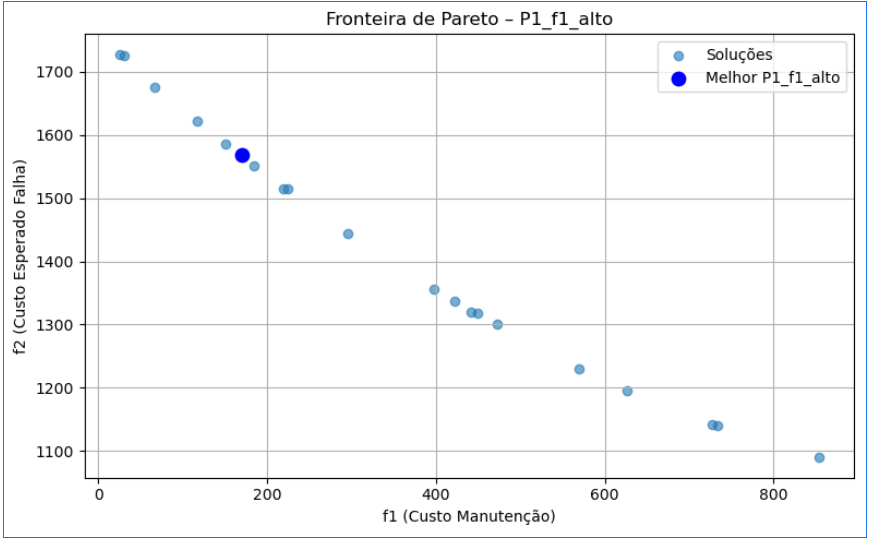 Fronteira de Pareto – P1_f1_alto
Soluções
Melhor P1_f1_alto
f2 (Custo Esperado Falha)
1700
1600
1500
1400
1300
1200
1100
0 200 400 600 800
f1 (Custo Manutenção)